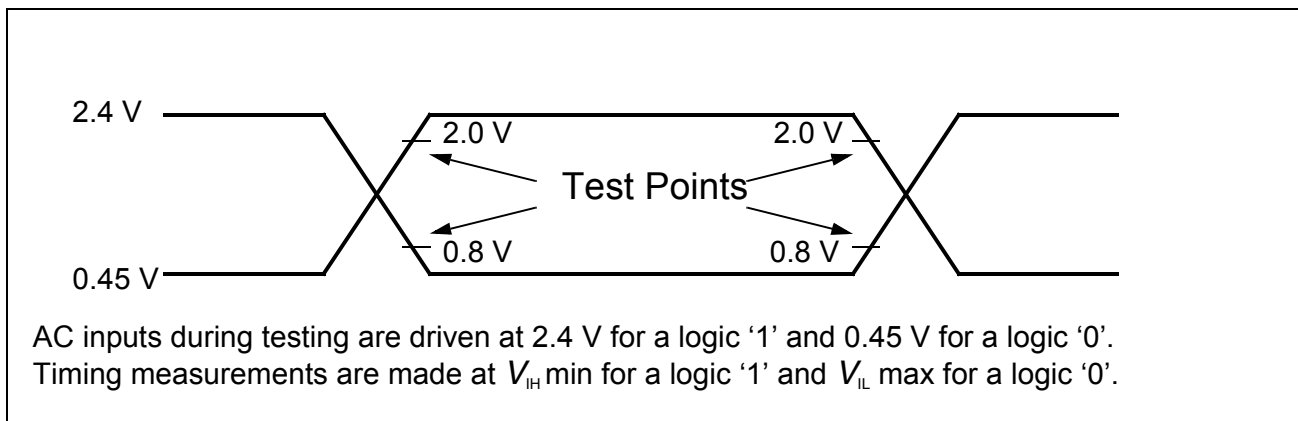 2.4 V
2.0 V
2.0 V
Test Points
0.8 V
0.8 V
0.45 V
AC inputs during testing are driven at 2.4 V for a logic ‘1’ and 0.45 V for a logic ‘0’.
Timing measurements are made at VIH min for a logic ‘1’ and VIL max for a logic ‘0’.